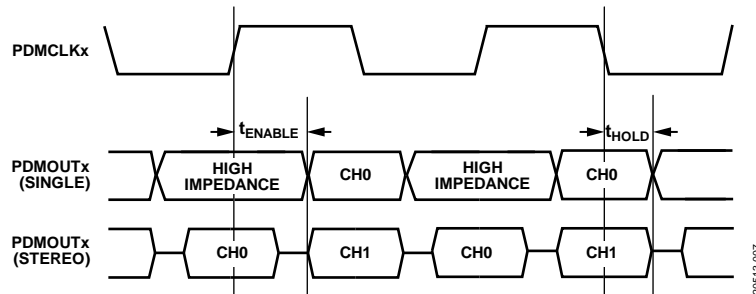 PDMCLKx
tENABLE
tHOLD
PDMOUTx
(SINGLE)
HIGH
IMPEDANCE
CH0
HIGH
IMPEDANCE
CH0
PDMOUTx
(STEREO)
CH0
CH1
CH0
CH1